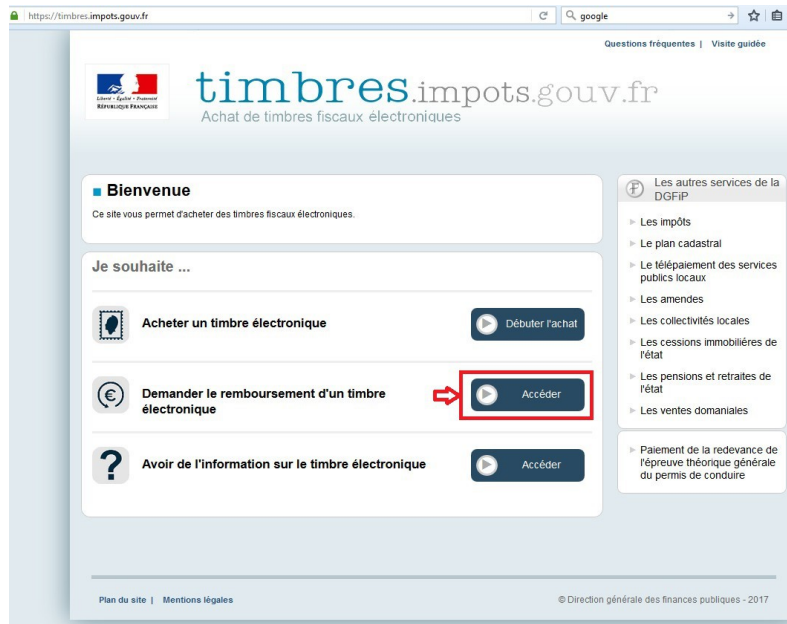 https://timbres.impots.gouv.fr
google
Questions fréquentes | Visite guidée
Liberté • Égalité • Fraternité
RÉPUBLIQUE FRANÇAISE
timbres.impots.gouv.fr
Achat de timbres fiscaux électroniques
Bienvenue
Ce site vous permet d'acheter des timbres fiscaux électroniques.
Je souhaite ...
Acheter un timbre électronique
Débuter l'achat
Demander le remboursement d'un timbre
électronique
Accéder
Avoir de l'information sur le timbre électronique
Accéder
Les autres services de la
DGFiP
Les impôts
Le plan cadastral
Le télépaiement des services
publics locaux
Les amendes
Les collectivités locales
Les cessions immobilières de
l'état
Les pensions et retraites de
l'état
Les ventes domaniales
Paiement de la redevance de
l'épreuve théorique générale
du permis de conduire
Plan du site | Mentions légales
© Direction générale des finances publiques - 2017